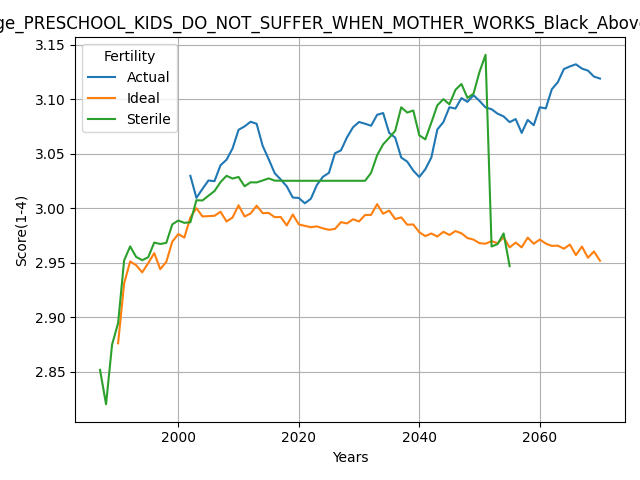 ge_PRESCHOOL_KIDS_DO_NOT_SUFFER_WHEN_MOTHER_WORKS_Black_Above
Fertility
Actual
Ideal
Sterile
Score(1-4)
3.15
3.10
3.05
3.00
2.95
2.90
2.85
2000 2020 2040 2060
Years